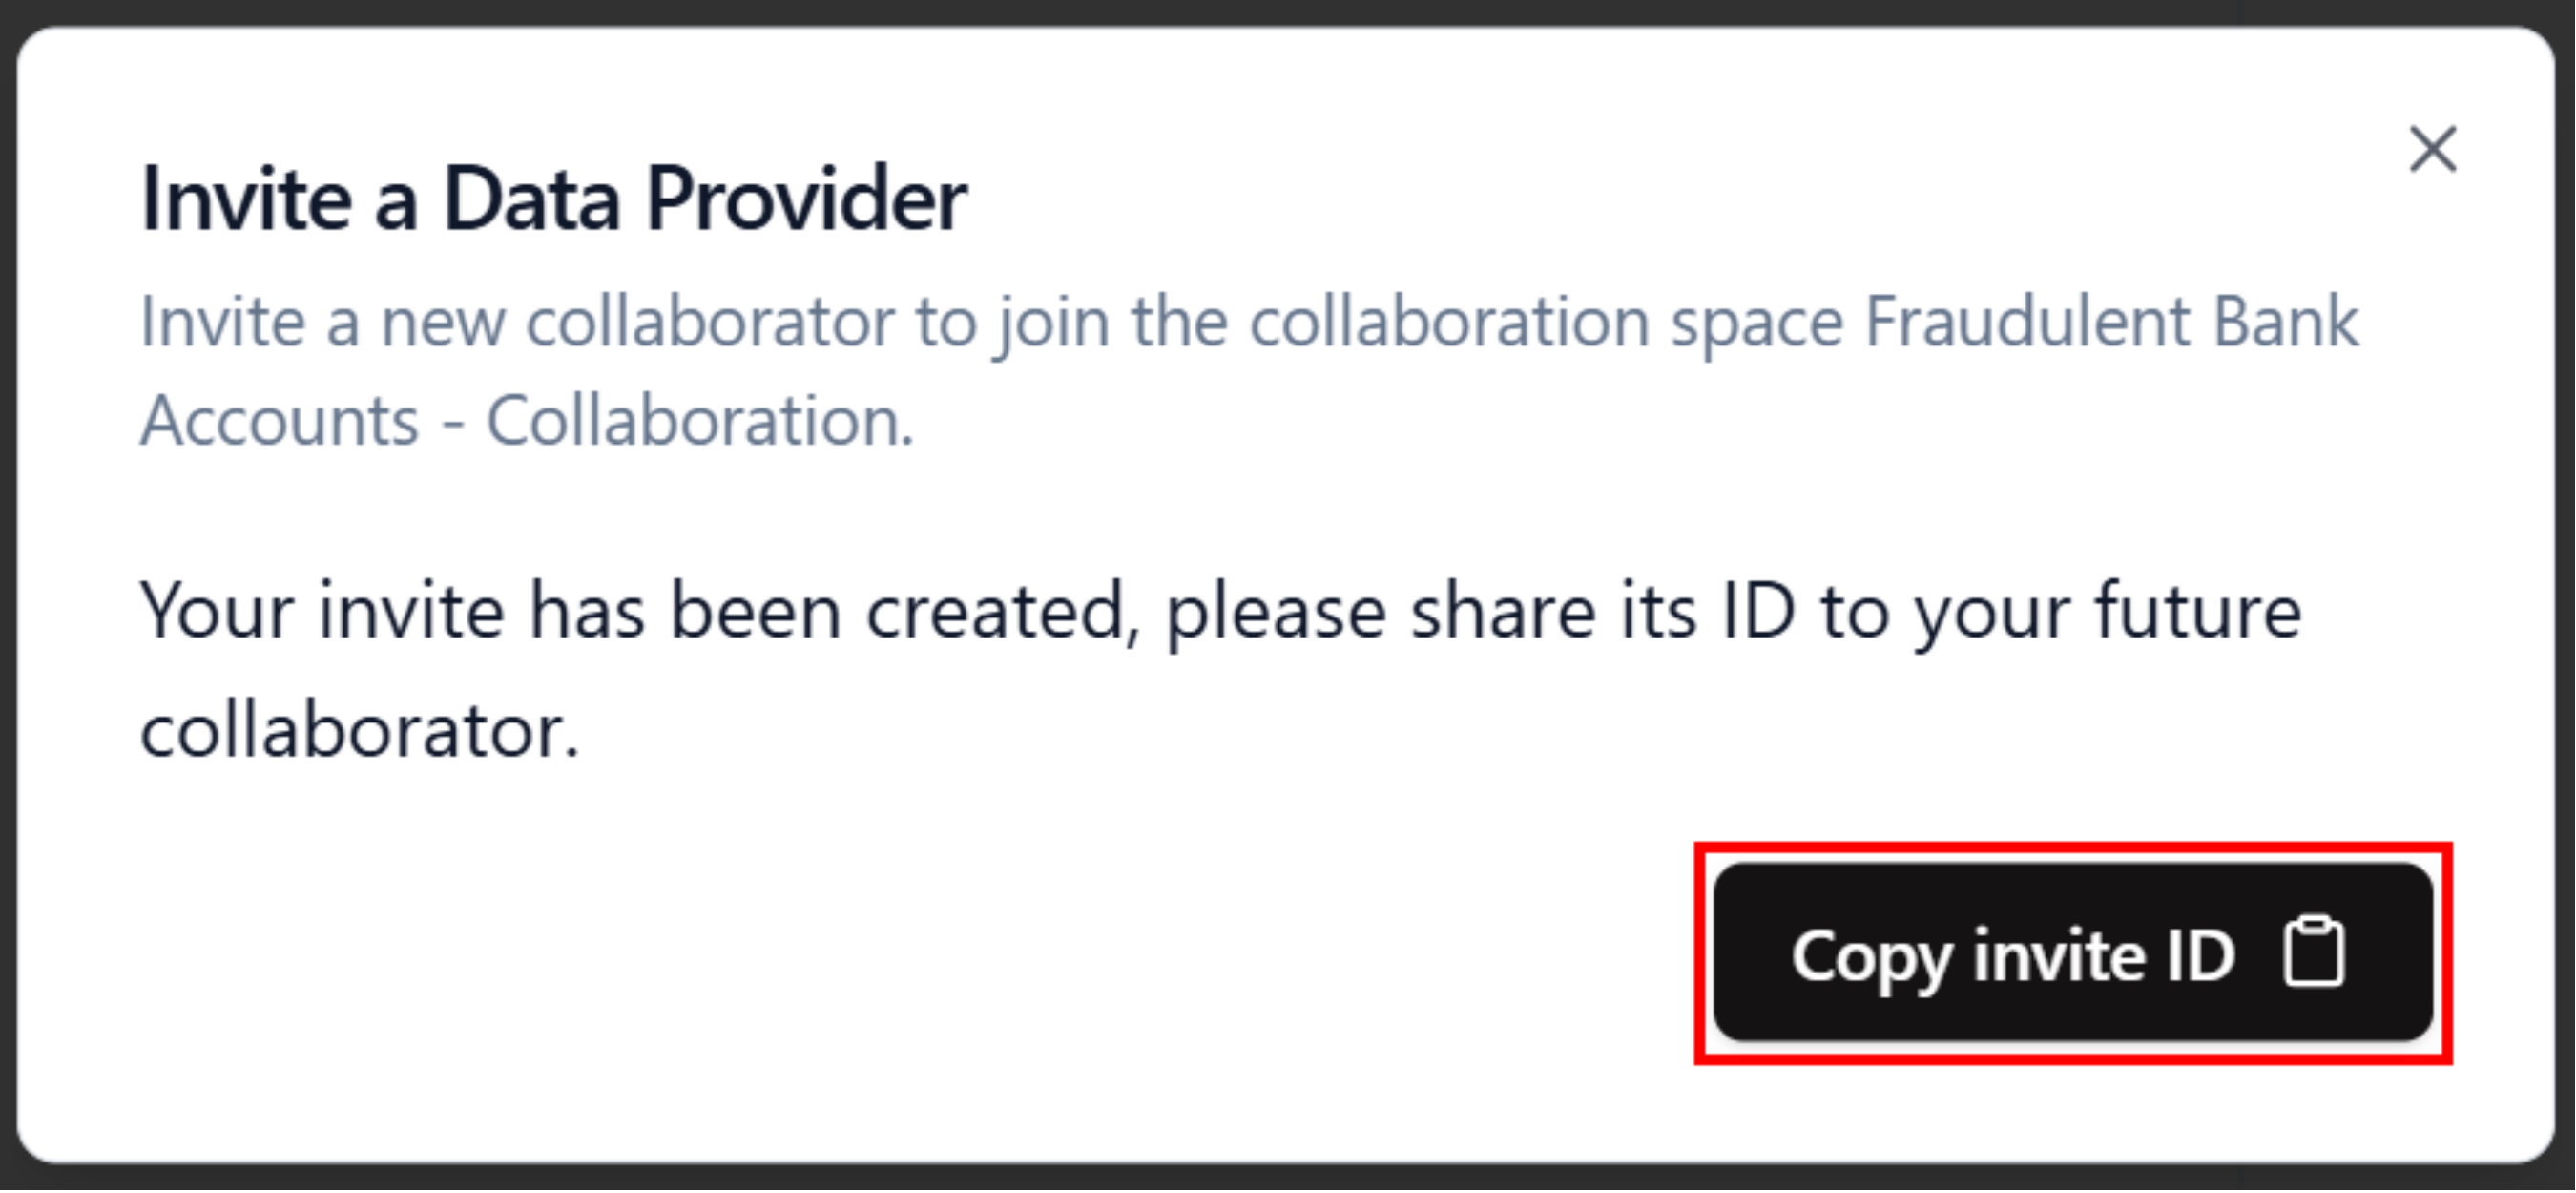 Invite a Data Provider
Invite a new collaborator to join the collaboration space Fraudulent Bank
Accounts - Collaboration.
Your invite has been created, please share its ID to your future
collaborator.
Copy invite ID